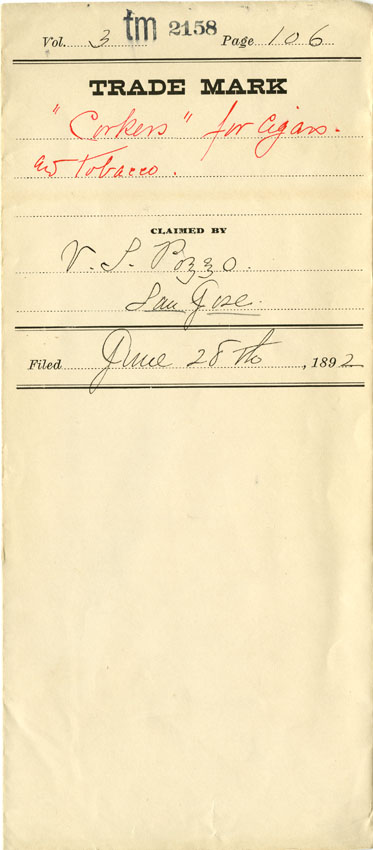 Vol. 3 tm 2158 Page 106
TRADE MARK
"Corkers" for Cigars.
and Tobacco.
CLAIMED BY
V. S. Pozzo.
San Jose.
Filed June 28th, 1892